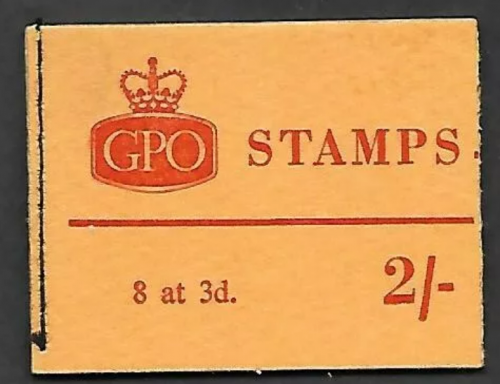 GPO STAMPS.
8 at 3d. 2/-